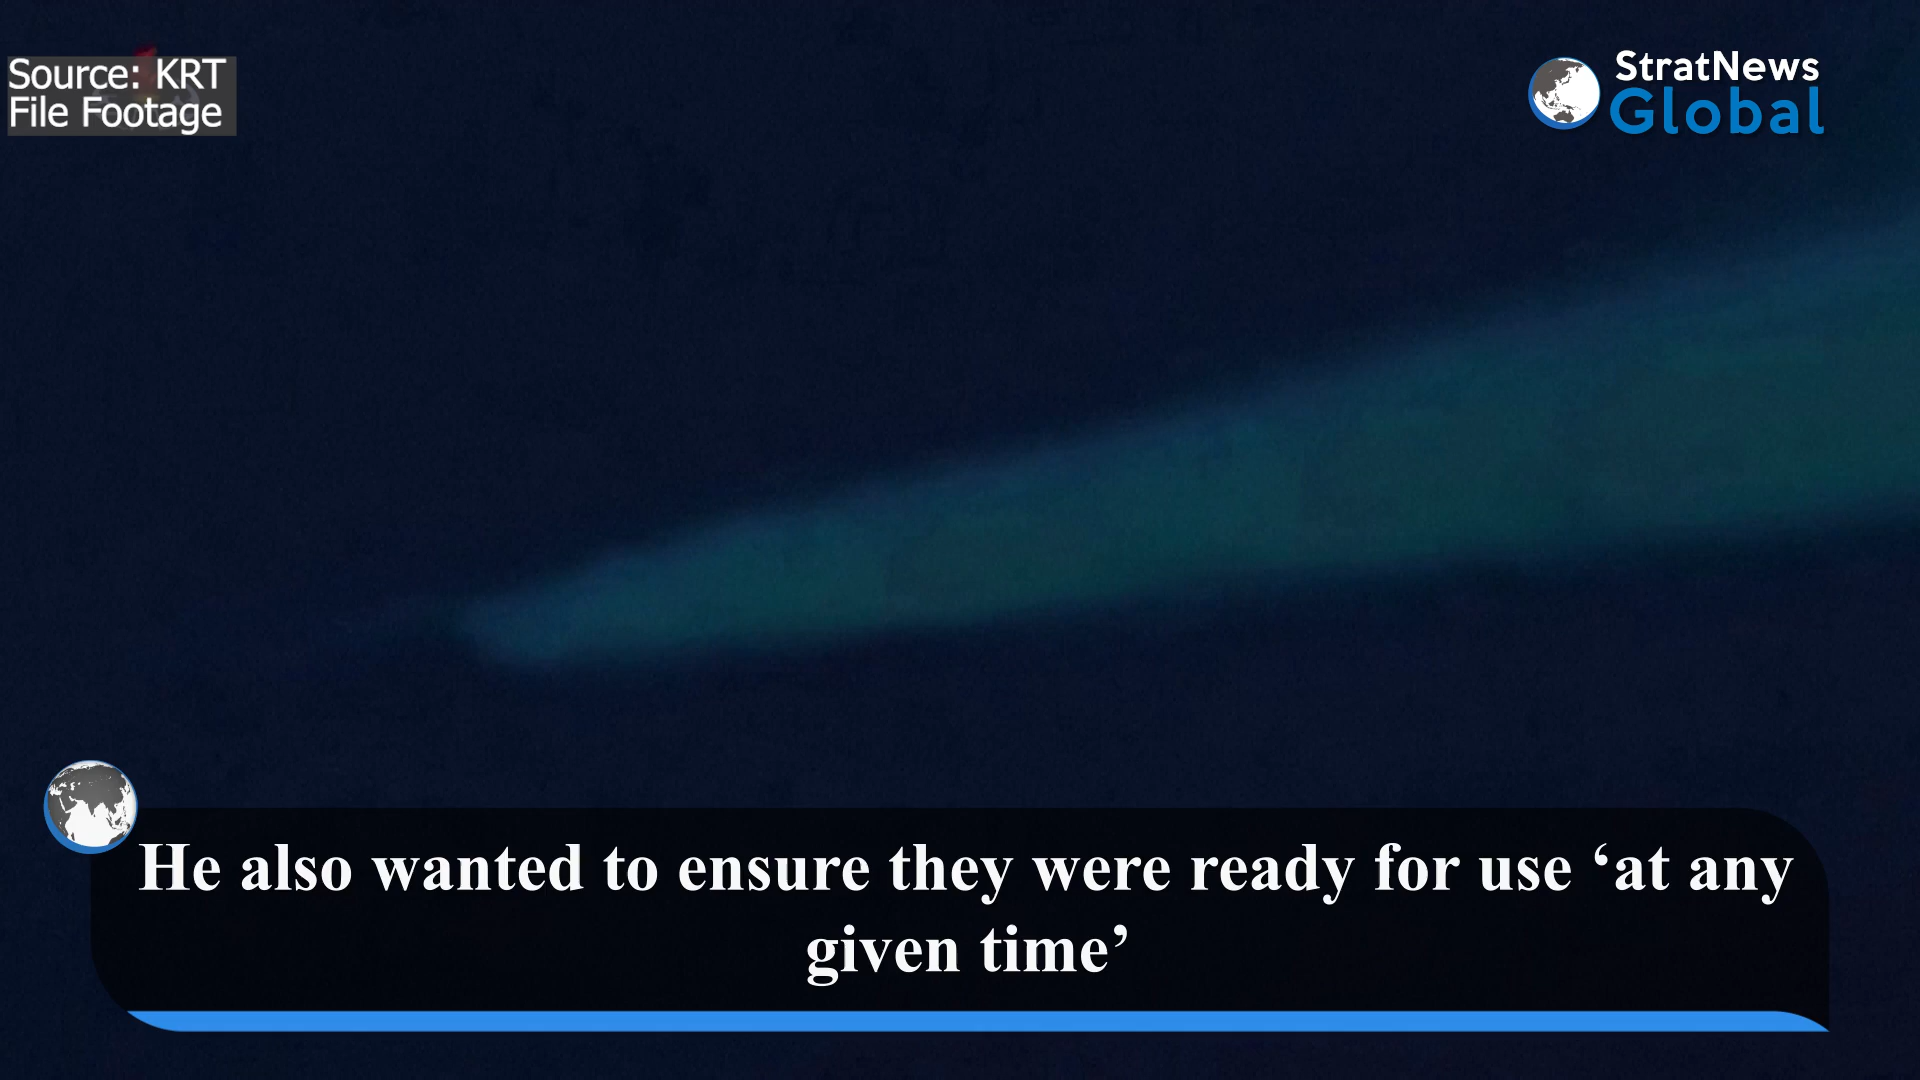 Source: KRT
File Footage
StratNews
Global
He also wanted to ensure they were ready for use ‘at any
given time’